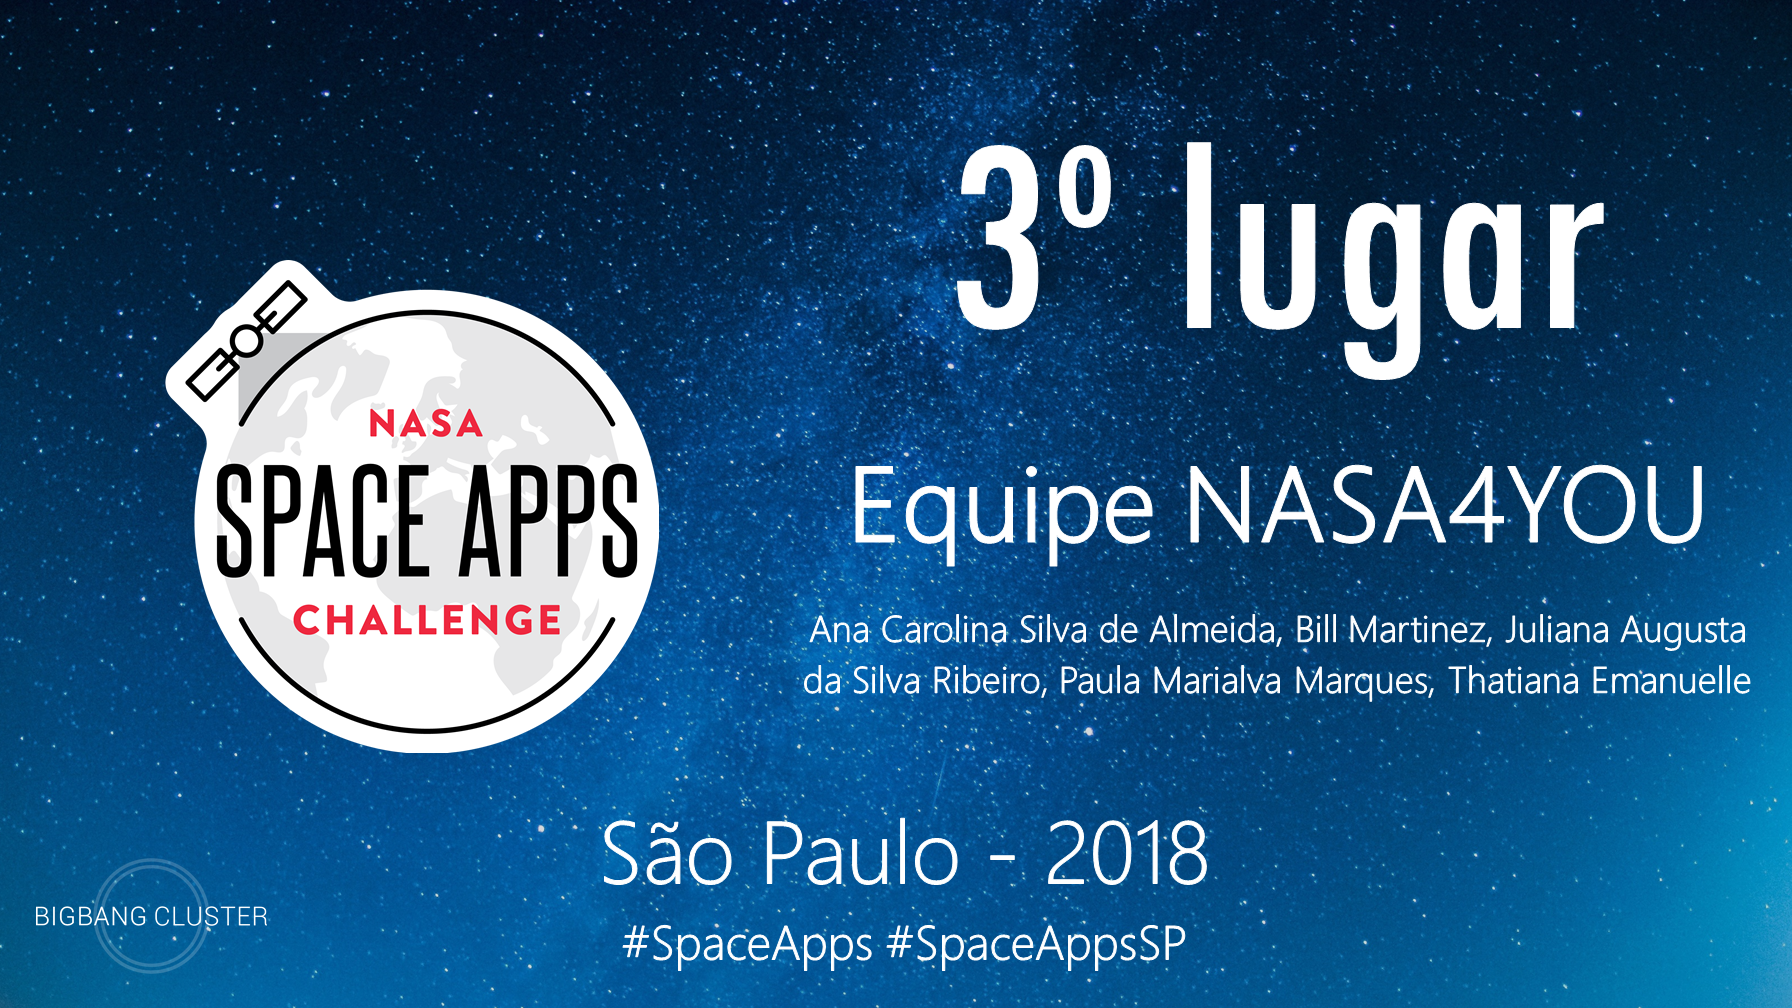 3º lugar
NASA
SPACE APPS
CHALLENGE
Equipe NASA4YOU
Ana Carolina Silva de Almeida, Bill Martinez, Juliana Augusta
da Silva Ribeiro, Paula Marialva Marques, Thatiana Emanuelle
São Paulo - 2018
BIGBANG CLUSTER
#SpaceApps #SpaceAppsSP